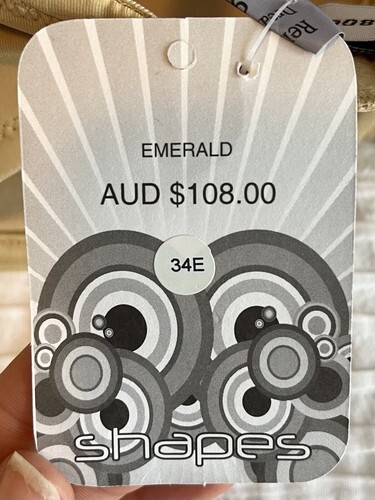 EMERALD
AUD $108.00
34E
shapes